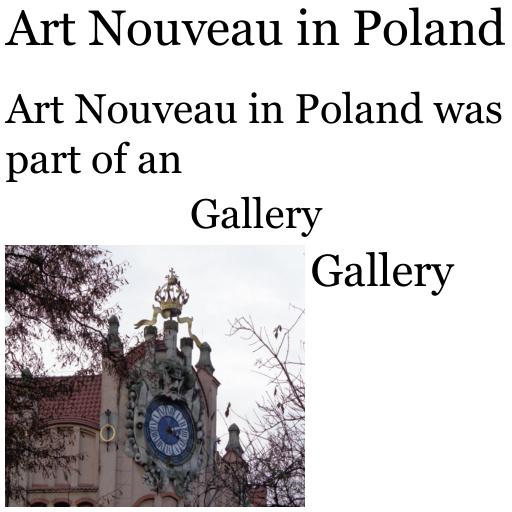 Art Nouveau in Poland
Art Nouveau in Poland was
part of an
Gallery
Gallery